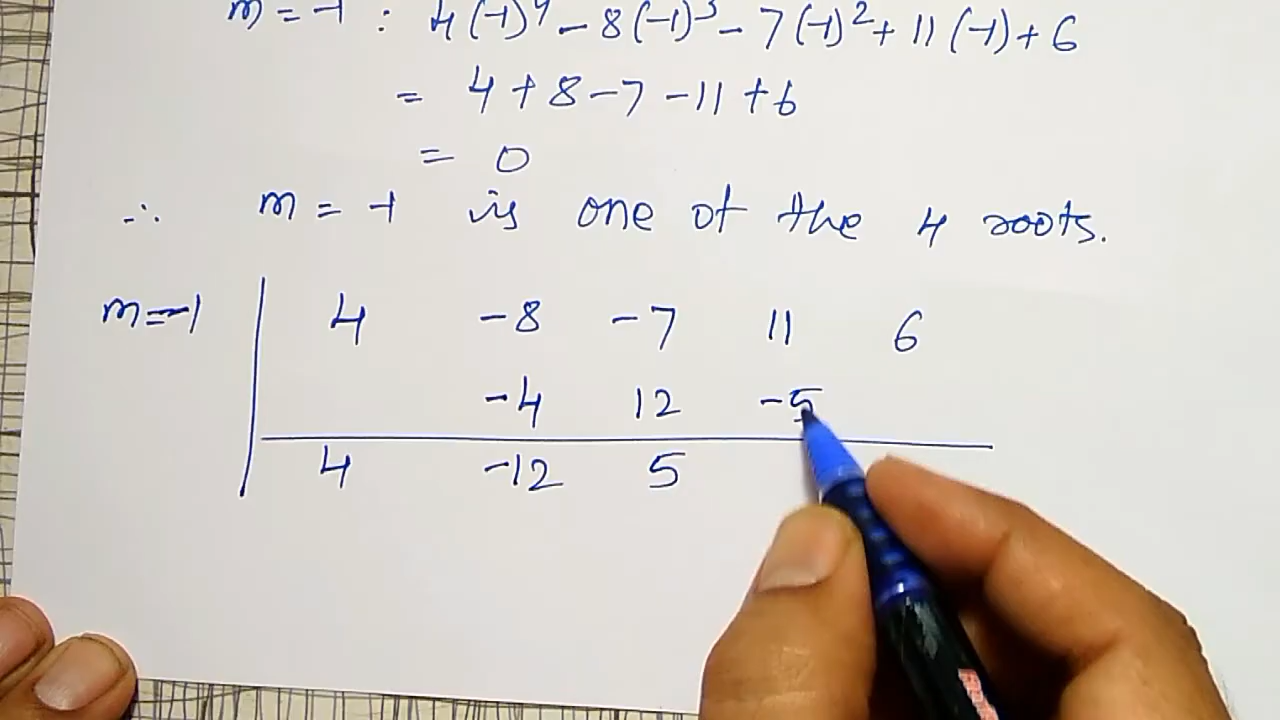 m = -1 : 4(-1)⁴ - 8(-1)³ - 7(-1)² + 11(-1) + 6
= 4 + 8 - 7 - 11 + 6
= 0
∴ m = -1 is one of the 4 roots.
m=-1 4 -8 -7 11 6
-4 12 -5
4 -12 5